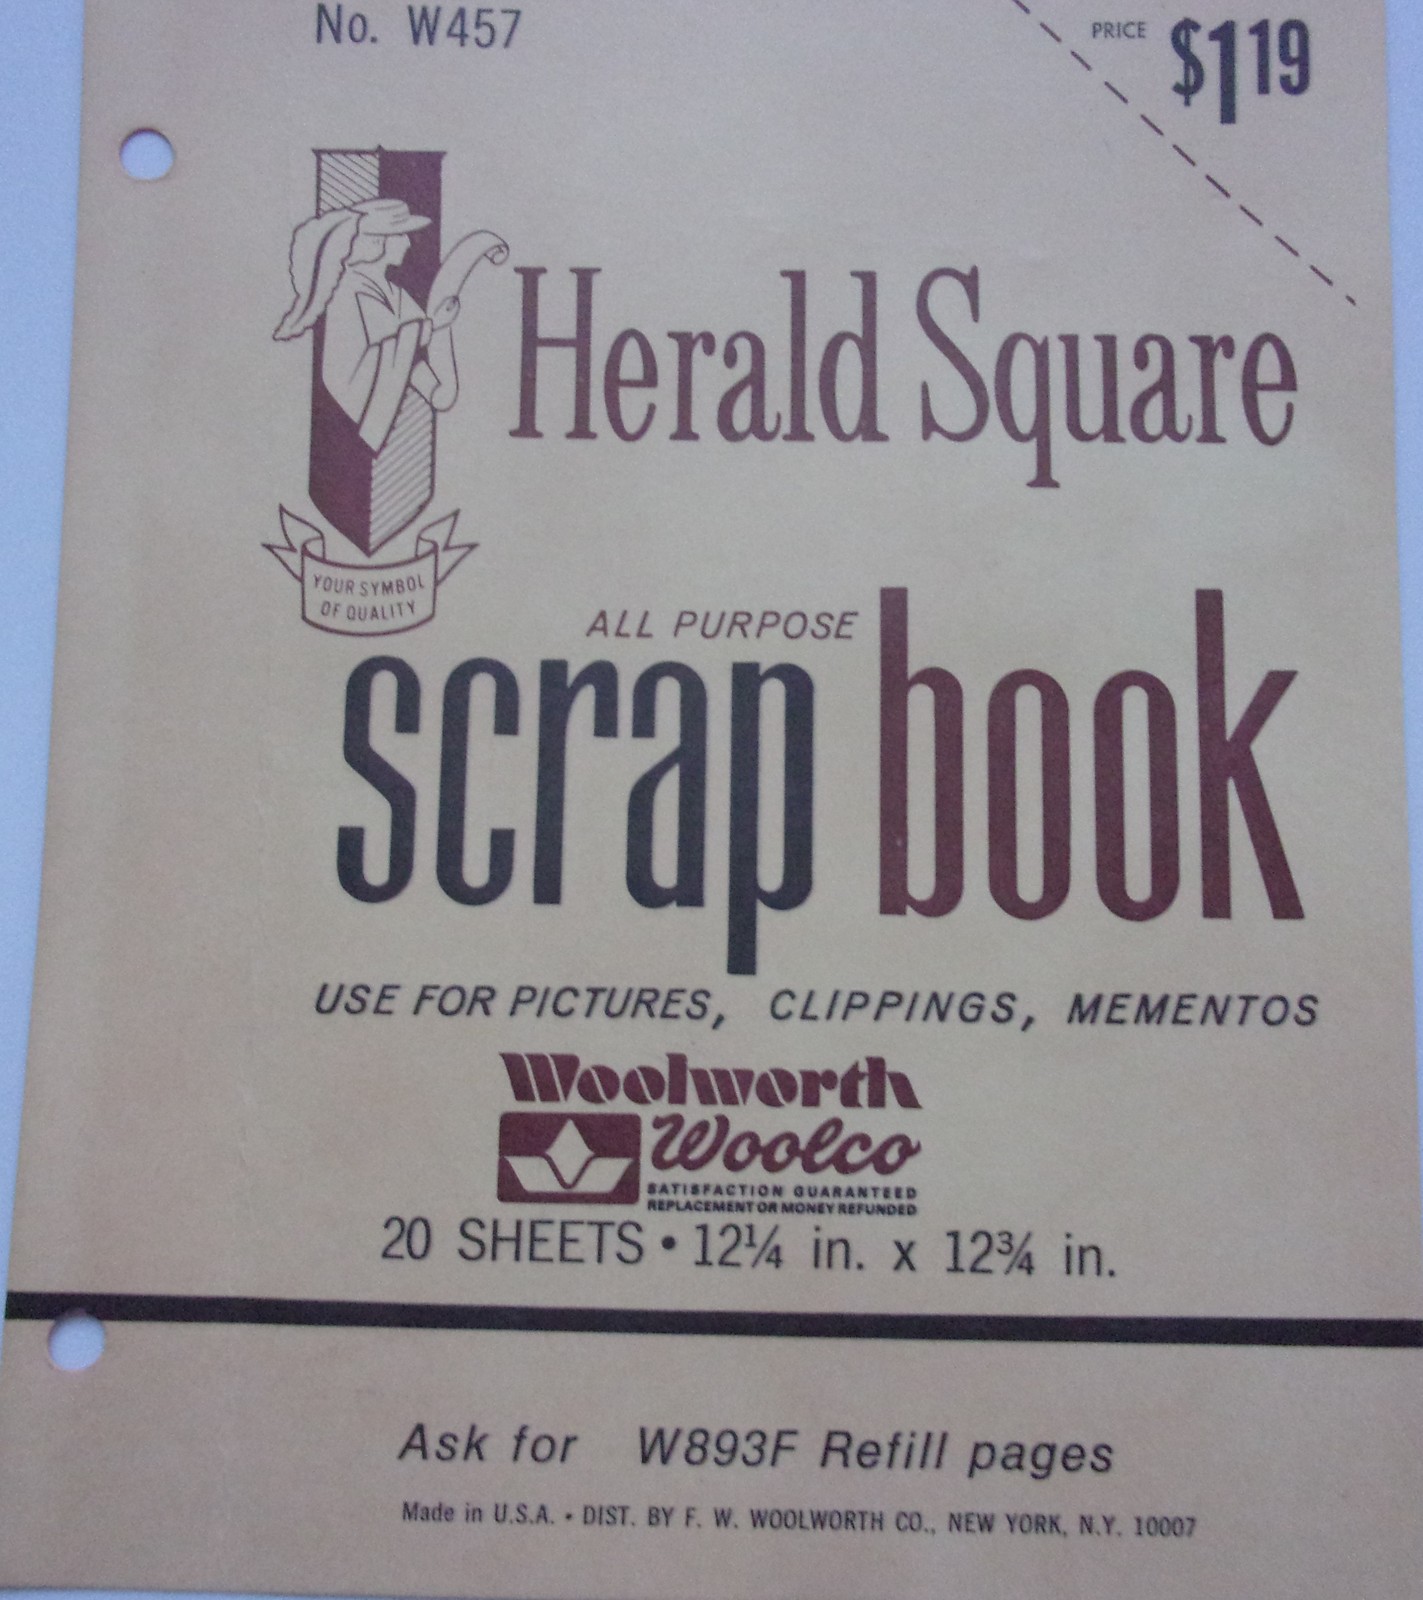 No. W457
PRICE $1 19
Herald Square
YOUR SYMBOL
OF QUALITY
ALL PURPOSE
scrap book
USE FOR PICTURES, CLIPPINGS, MEMENTOS
Woolworth
Woolco
SATISFACTION GUARANTEED
REPLACEMENT OR MONEY REFUNDED
20 SHEETS • 12¼ in. x 12¾ in.
Ask for W893F Refill pages
Made in U.S.A. • DIST. BY F. W. WOOLWORTH CO., NEW YORK, N.Y. 10007